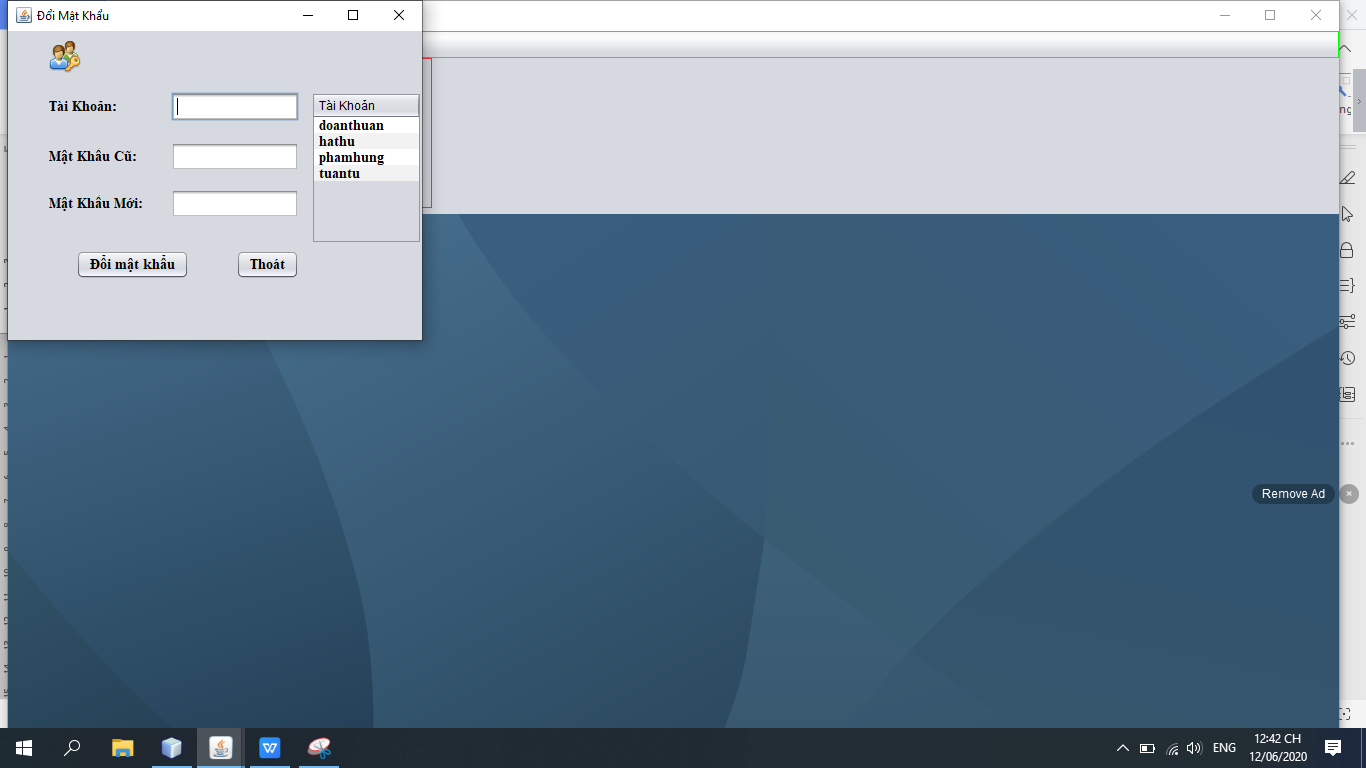 Đổi Mật Khẩu
Tài Khoản:
Mật Khẩu Cũ:
Mật Khẩu Mới:
Đổi mật khẩu
Thoát
Tài Khoản
doanthuan
hathu
phamhung
tuantu
Remove Ad
ENG
12:42 CH
12/06/2020